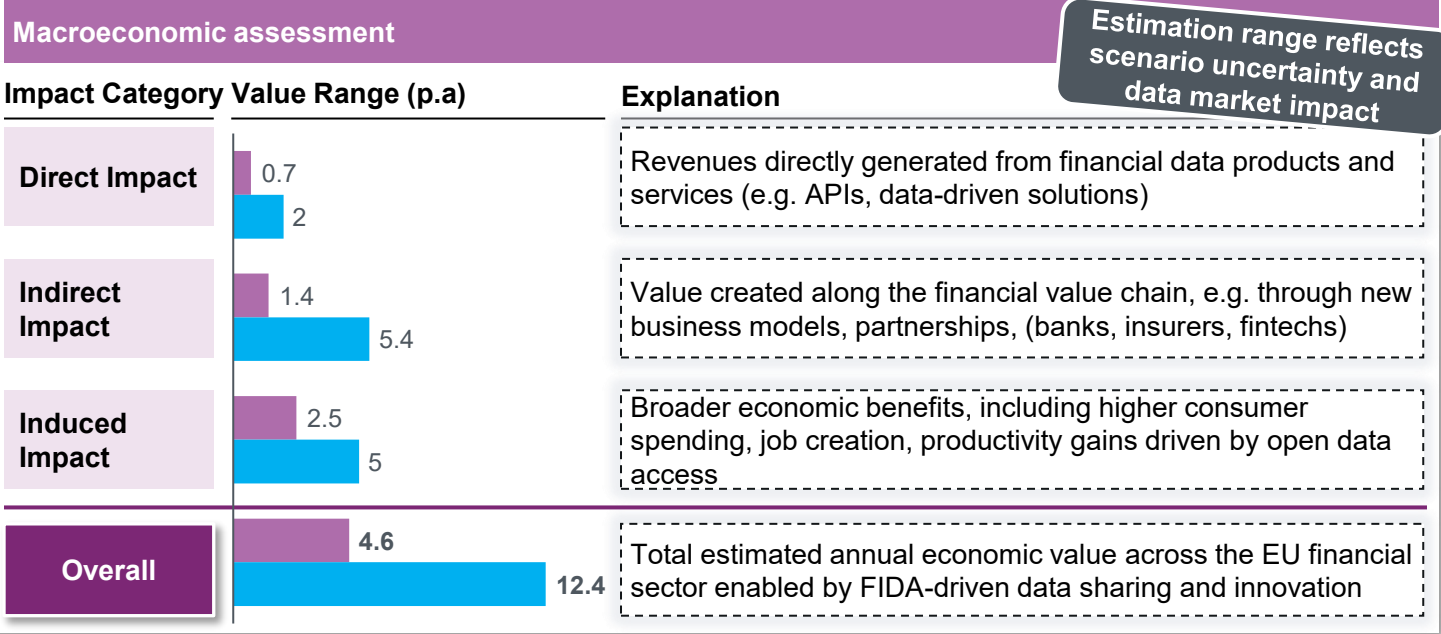 Macroeconomic assessment
Estimation range reflects
scenario uncertainty and
data market impact
Impact Category Value Range (p.a)
Explanation
Direct Impact
0.7
2
Revenues directly generated from financial data products and
services (e.g. APIs, data-driven solutions)
Indirect
Impact
1.4
5.4
Value created along the financial value chain, e.g. through new
business models, partnerships, (banks, insurers, fintechs)
Induced
Impact
2.5
5
Broader economic benefits, including higher consumer
spending, job creation, productivity gains driven by open data
access
Overall
4.6
12.4
Total estimated annual economic value across the EU financial
sector enabled by FIDA-driven data sharing and innovation